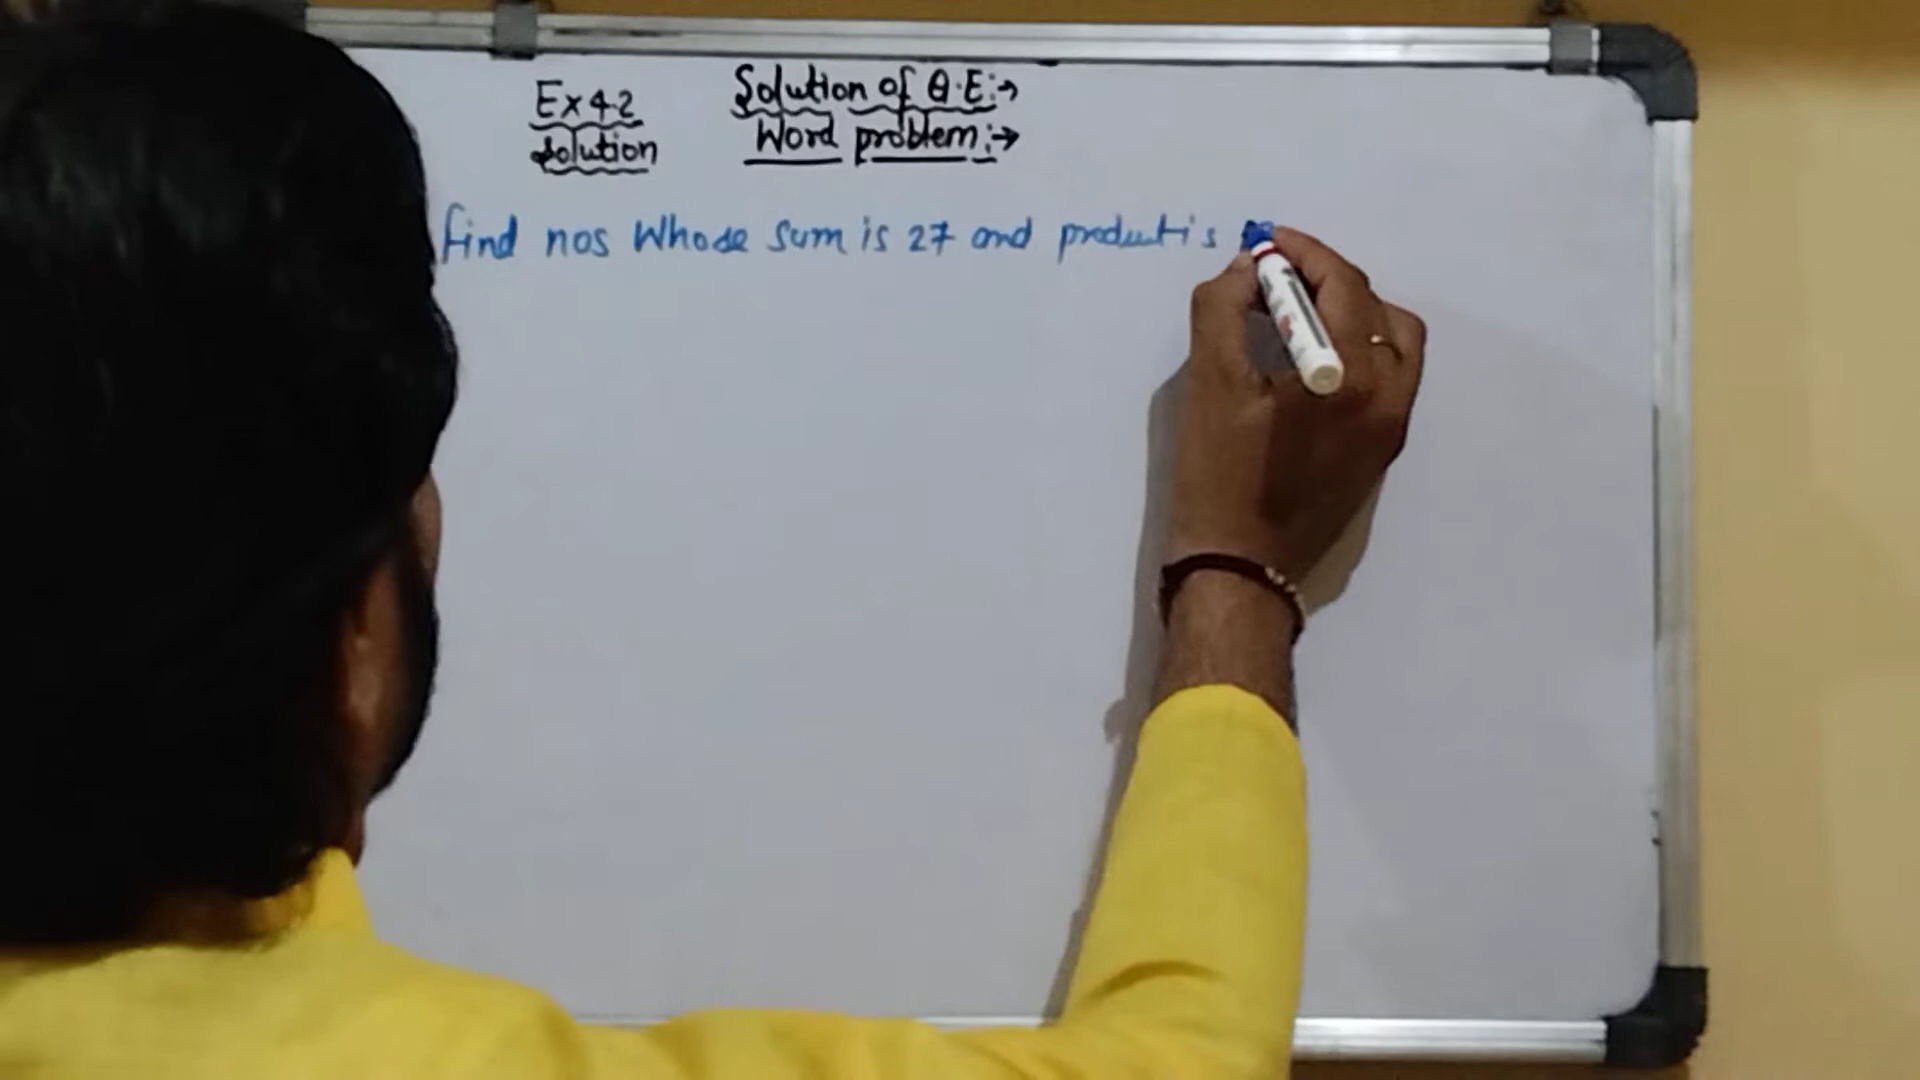 Ex 4.2
Solution
Solution of Q.E:→
Word problem:→
find nos Whose sum is 27 and product is